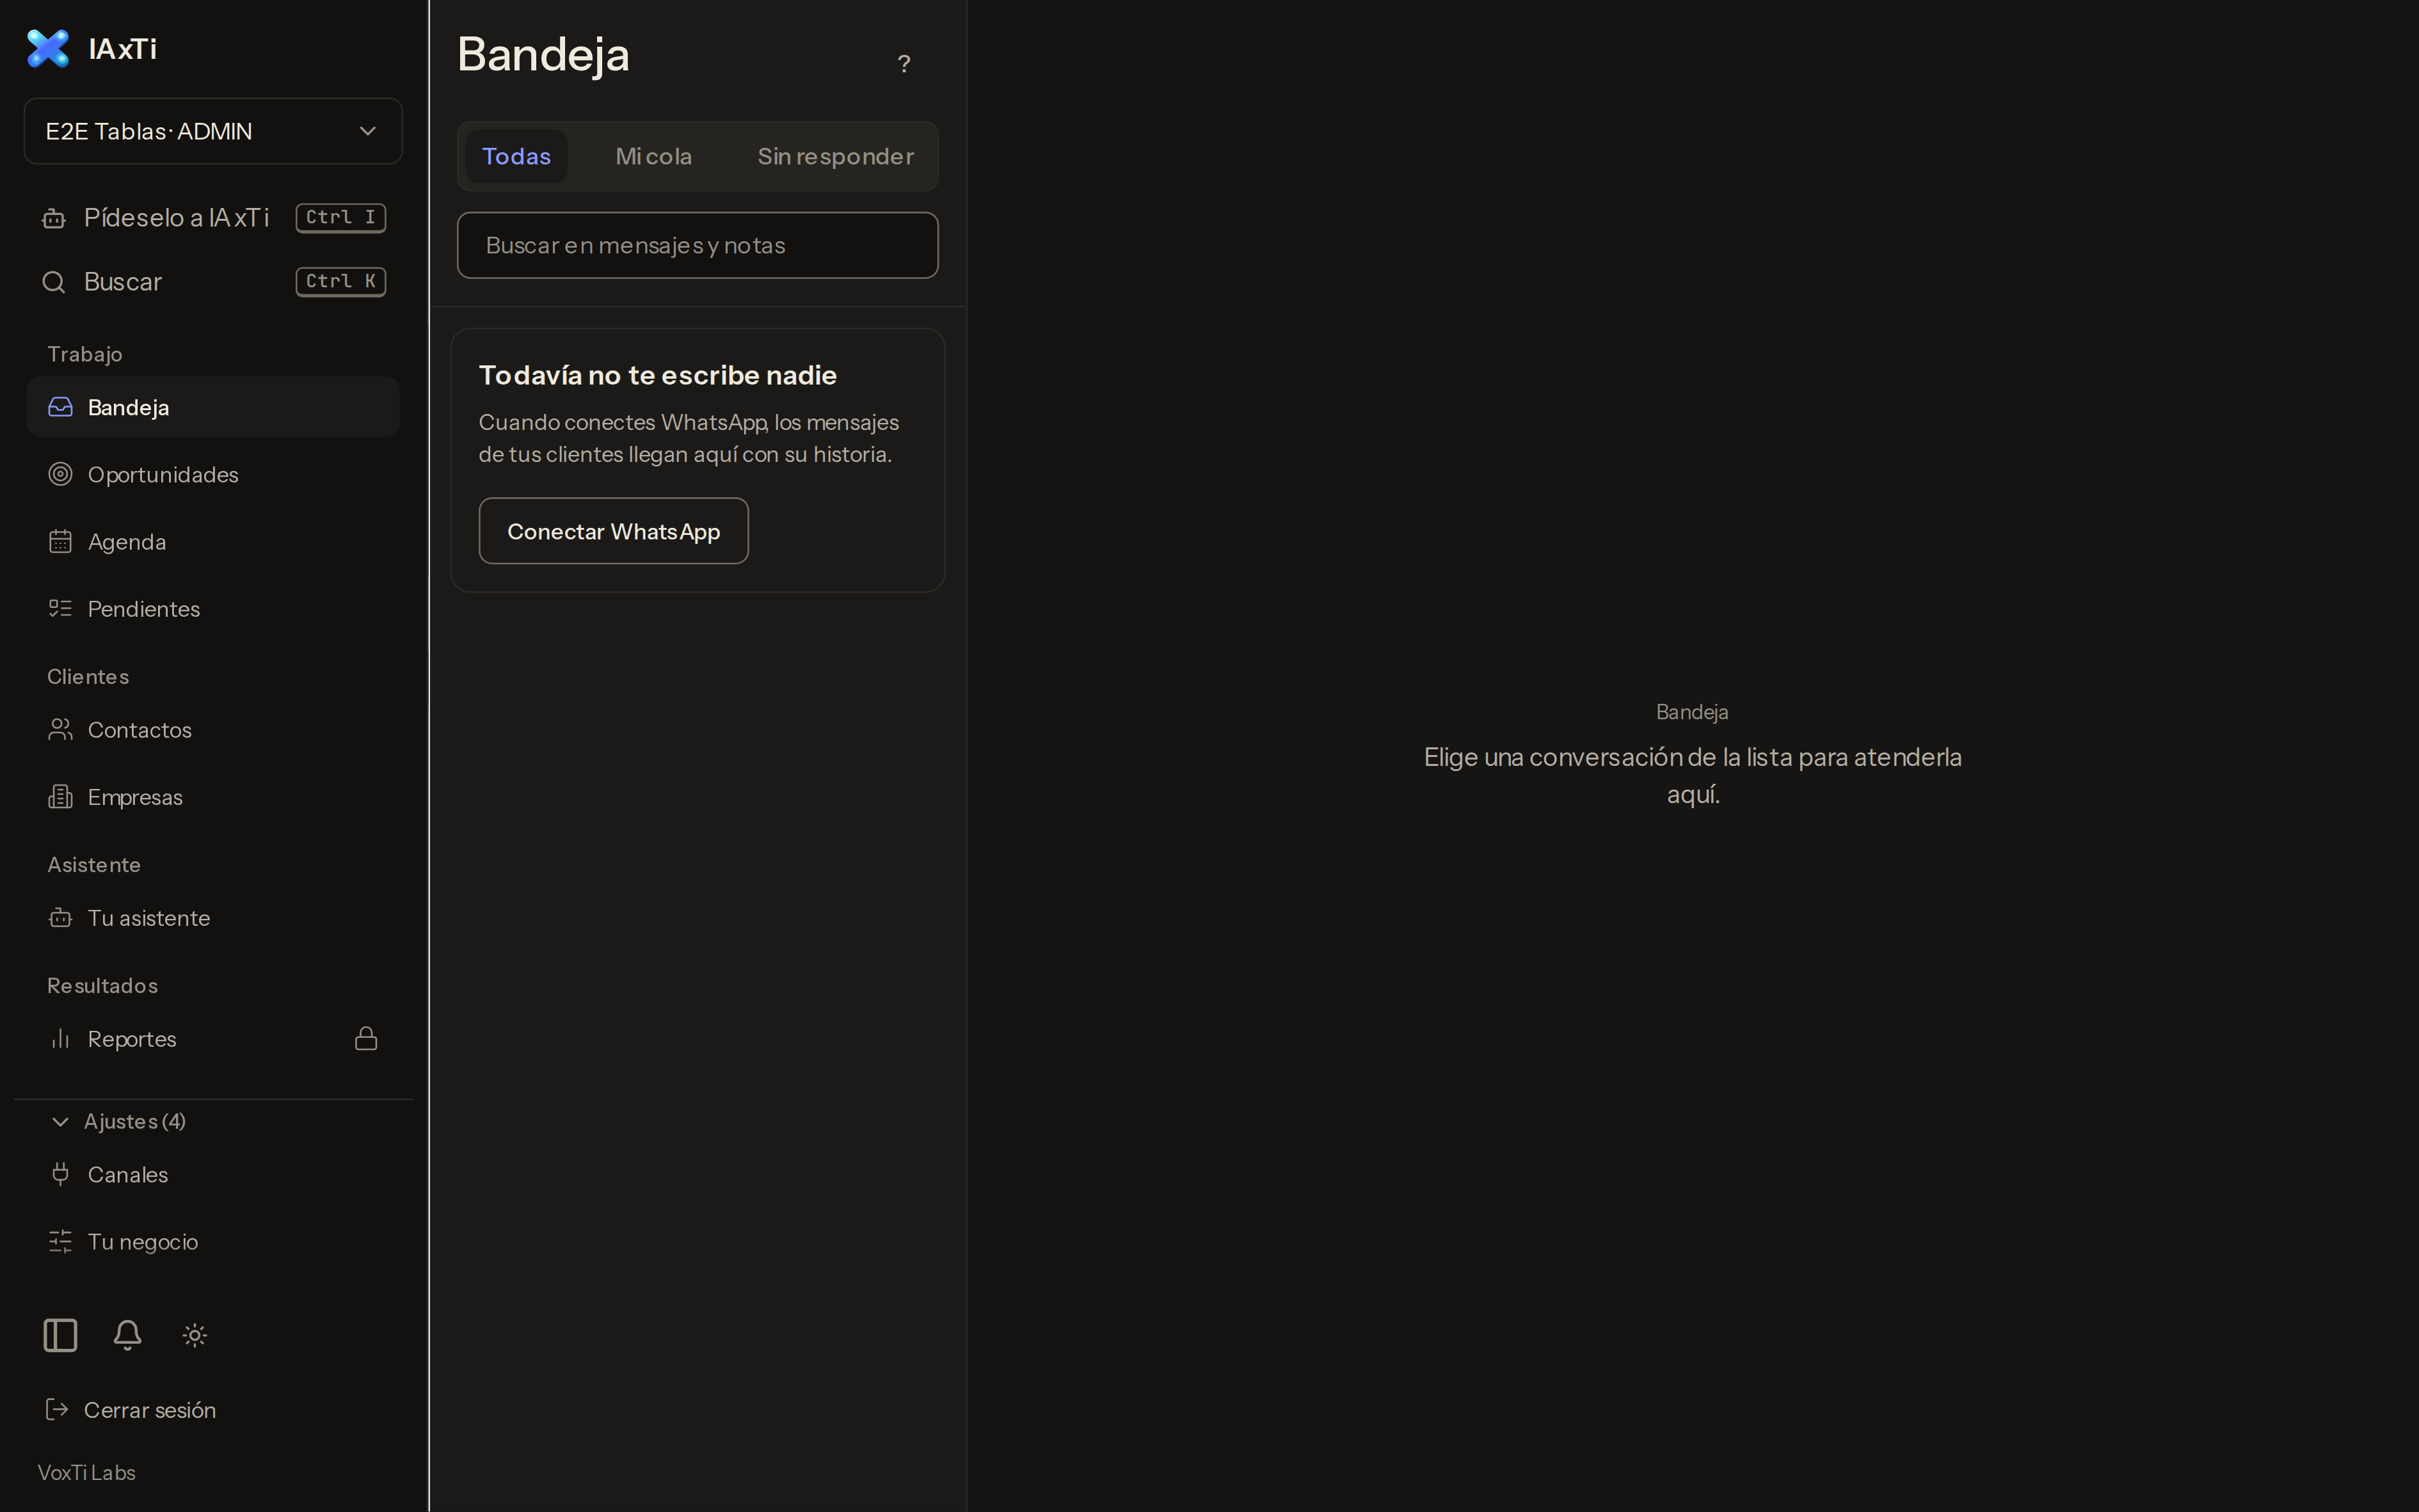 IAxTi
E2E Tablas · ADMIN
Pídeselo a IAxTi
Ctrl I
Buscar
Ctrl K
Trabajo
Bandeja
Oportunidades
Agenda
Pendientes
Clientes
Contactos
Empresas
Asistente
Tu asistente
Resultados
Reportes
Ajustes (4)
Canales
Tu negocio
Cerrar sesión
VoxTi Labs
Bandeja
?
Todas
Mi cola
Sin responder
Buscar en mensajes y notas
Todavía no te escribe nadie
Cuando conectes WhatsApp, los mensajes
de tus clientes llegan aquí con su historia.
Conectar WhatsApp
Bandeja
Elige una conversación de la lista para atenderla
aquí.